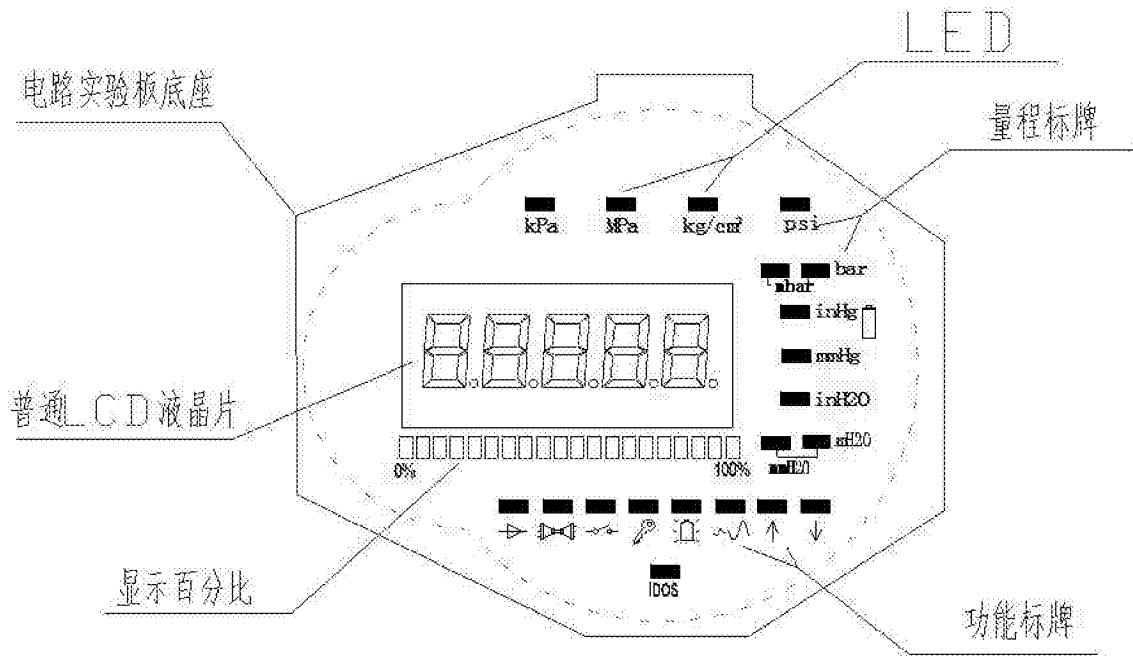 LED
电路实验板底座
量程标牌
kPa MPa kg/cm² psi
mbar bar
inHg
mmHg
普通LCD液晶片
inH2O
mH2O
mmH2O
0% 100%
IDOS
显示百分比
功能标牌